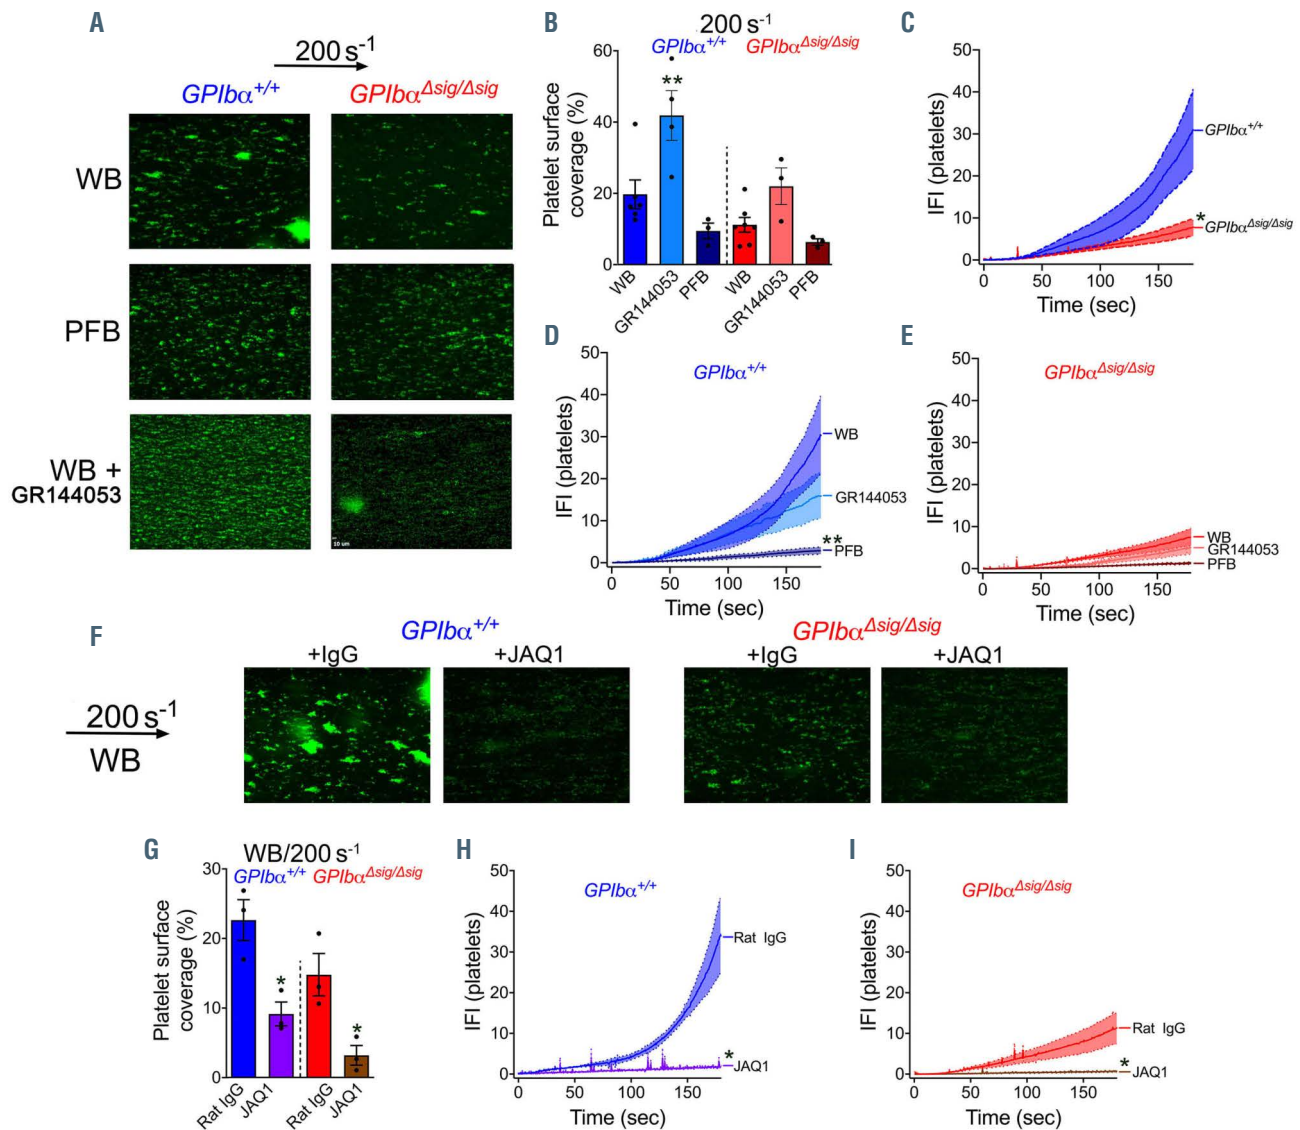 A
200 s-1
GPIbα+/+
GPIbαΔsig/Δsig
WB
PFB
WB +
GR144053
10 um
B
200 s-1
GPIbα+/+
GPIbαΔsig/Δsig
Platelet surface
coverage (%)
60
40
20
0
**
WB
GR144053
PFB
WB
GR144053
PFB
C
IFI (platelets)
50
40
30
20
10
0
GPIbα+/+
*
GPIbαΔsig/Δsig
0 50 100 150
Time (sec)
D
GPIbα+/+
IFI (platelets)
50
40
30
20
10
0
WB
GR144053
**
PFB
0 50 100 150
Time (sec)
E
GPIbαΔsig/Δsig
IFI (platelets)
50
40
30
20
10
0
WB
GR144053
PFB
0 50 100 150
Time (sec)
F
GPIbα+/+
GPIbαΔsig/Δsig
+IgG
+JAQ1
+IgG
+JAQ1
200 s-1
WB
G
WB/200 s-1
GPIbα+/+
GPIbαΔsig/Δsig
Platelet surface
coverage (%)
30
20
10
0
*
*
Rat IgG
JAQ1
Rat IgG
JAQ1
H
GPIbα+/+
IFI (platelets)
50
40
30
20
10
0
Rat IgG
*
JAQ1
0 50 100 150
Time (sec)
I
GPIbαΔsig/Δsig
IFI (platelets)
50
40
30
20
10
0
Rat IgG
*
JAQ1
0 50 100 150
Time (sec)